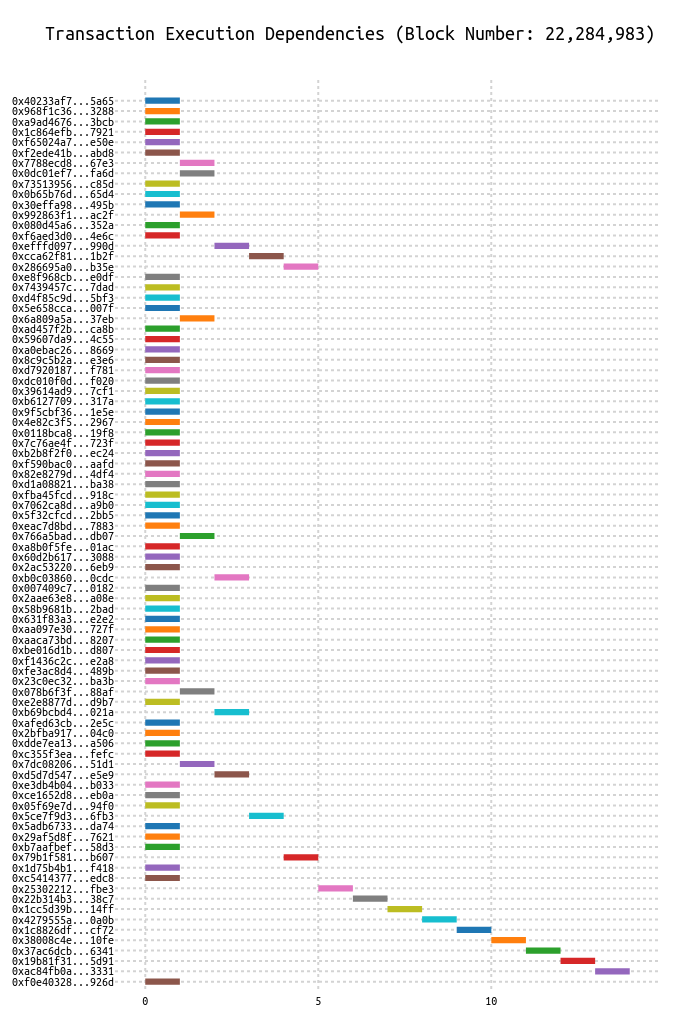 Transaction Execution Dependencies (Block Number: 22,284,983)
0x40233af7...5a65
0x968f1c36...3288
0xa9ad4676...3bcb
0x1c864efb...7921
0xf65024a7...e50e
0xf2ede41b...abd8
0x7788ecd8...67e3
0x0dc01ef7...fa6d
0x73513956...c85d
0x0b65b76d...65d4
0x30effa98...495b
0x992863f1...ac2f
0x080d45a6...352a
0xf6aed3d0...4e6c
0xefffd097...990d
0xcca62f81...1b2f
0x286695a0...b35e
0xe8f968cb...e0df
0x7439457c...7dad
0xd4f85c9d...5bf3
0x5e658cca...007f
0x6a809a5a...37eb
0xad457f2b...ca8b
0x59607da9...4c55
0xa0ebac26...8669
0x8c9c5b2a...e3e6
0xd7920187...f781
0xdc010f0d...f020
0x39614ad9...7cf1
0xb6127709...317a
0x9f5cbf36...1e5e
0x4e82c3f5...2967
0x0118bca8...19f8
0x7c76ae4f...723f
0xb2b8f2f0...ec24
0xf590bac0...aafd
0x82e8279d...4df4
0xd1a08821...ba38
0xfba45fcd...918c
0x7062ca8d...a9b0
0x5f32cfcd...2bb5
0xeac7d8bd...7883
0x766a5bad...db07
0xa8b0f5fe...01ac
0x60d2b617...3088
0x2ac53220...6eb9
0xb0c03860...0cdc
0x007409c7...0182
0x2aae63e8...a08e
0x58b9681b...2bad
0x631f83a3...e2e2
0xaa097e30...727f
0xaaca73bd...8207
0xbe016d1b...d807
0xf1436c2c...e2a8
0xfe3ac8d4...489b
0x23c0ec32...ba3b
0x078b6f3f...88af
0xe2e8877d...d9b7
0xb69bcbd4...021a
0xafed63cb...2e5c
0x2bfba917...04c0
0xdde7ea13...a506
0xc355f3ea...fefc
0x7dc08206...51d1
0xd5d7d547...e5e9
0xe3db4b04...b033
0xce1652d8...eb0a
0x05f69e7d...94f0
0x5ce7f9d3...6fb3
0x5adb6733...da74
0x29af5d8f...7621
0xb7aafbef...58d3
0x79b1f581...b607
0x1d75b4b1...f418
0xc5414377...edc8
0x25302212...fbe3
0x22b314b3...38c7
0x1cc5d39b...14ff
0x4279555a...0a0b
0x1c8826df...cf72
0x38008c4e...10fe
0x37ac6dcb...6341
0x19b81f31...5d91
0xac84fb0a...3331
0xf0e40328...926d
0 5 10